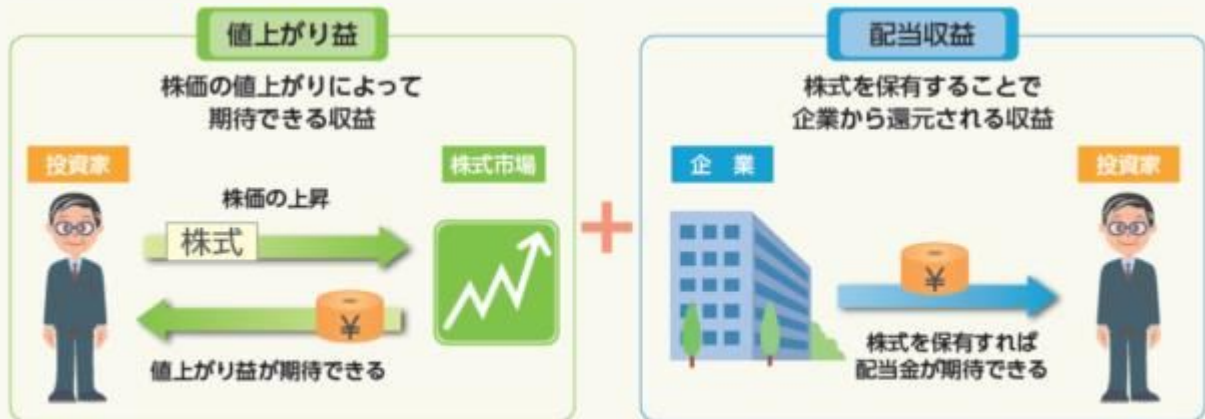 値上がり益
株価の値上がりによって
期待できる収益
投資家
株式市場
株価の上昇
株式
¥
値上がり益が期待できる
+
配当収益
株式を保有することで
企業から還元される収益
企 業
投資家
¥
株式を保有すれば
配当金が期待できる